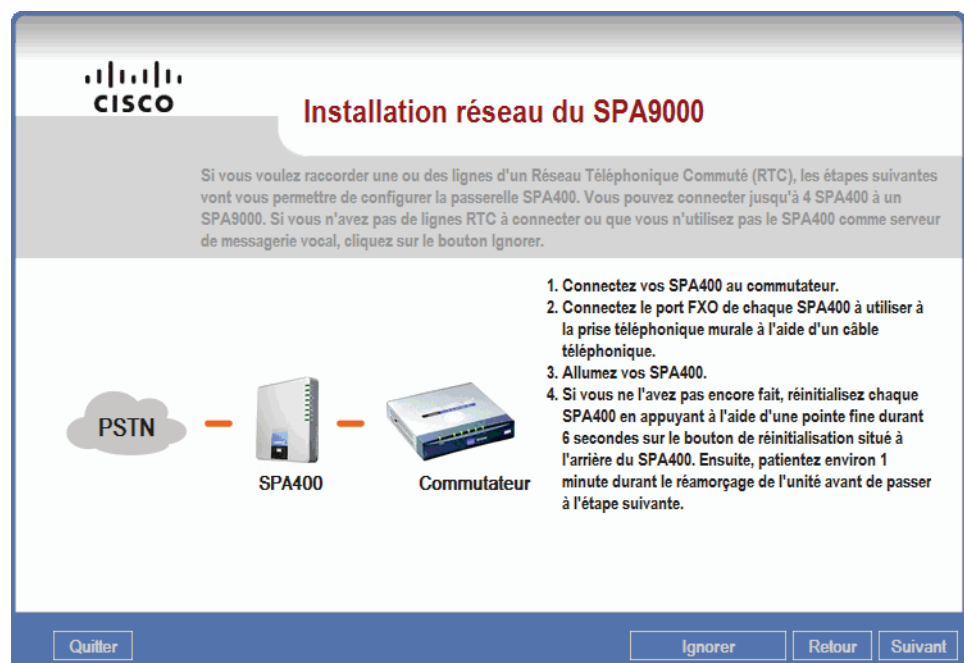 CISCO
Installation réseau du SPA9000
Si vous voulez raccorder une ou des lignes d'un Réseau Téléphonique Commuté (RTC), les étapes suivantes
vont vous permettre de configurer la passerelle SPA400. Vous pouvez connecter jusqu'à 4 SPA400 à un
SPA9000. Si vous n'avez pas de lignes RTC à connecter ou que vous n'utilisez pas le SPA400 comme serveur
de messagerie vocal, cliquez sur le bouton Ignorer.
1. Connectez vos SPA400 au commutateur.
2. Connectez le port FXO de chaque SPA400 à utiliser à
la prise téléphonique murale à l'aide d'un câble
téléphonique.
3. Allumez vos SPA400.
4. Si vous ne l'avez pas encore fait, réinitialisez chaque
SPA400 en appuyant à l'aide d'une pointe fine durant
6 secondes sur le bouton de réinitialisation situé à
l'arrière du SPA400. Ensuite, patientez environ 1
minute durant le réamorçage de l'unité avant de passer
à l'étape suivante.
PSTN
SPA400
Commutateur
Quitter
Ignorer
Retour
Suivant